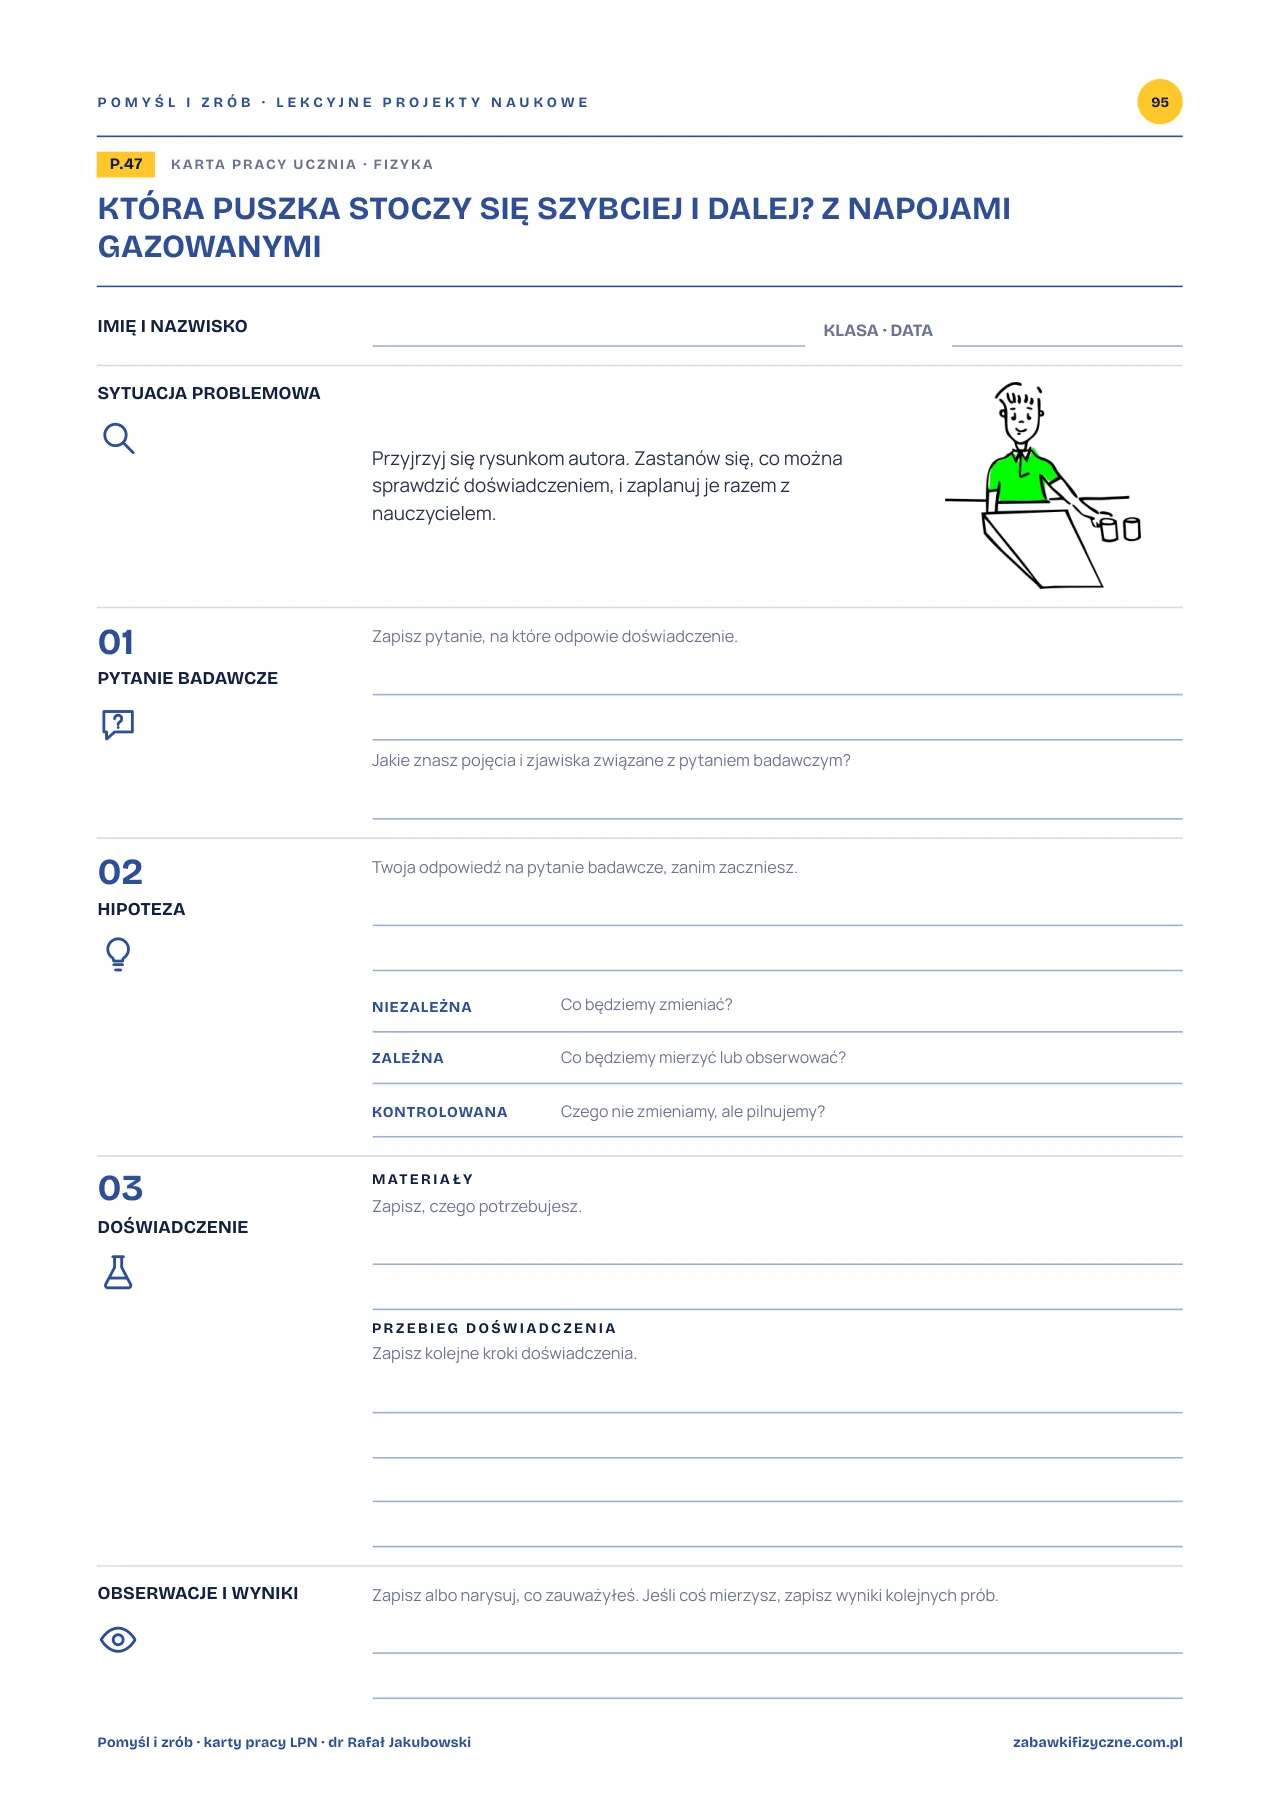 POMYŚL I ZRÓB · LEKCYJNE PROJEKTY NAUKOWE
95
P.47
KARTA PRACY UCZNIA · FIZYKA
KTÓRA PUSZKA STOCZY SIĘ SZYBCIEJ I DALEJ? Z NAPOJAMI
GAZOWANYMI
IMIĘ I NAZWISKO
KLASA · DATA
SYTUACJA PROBLEMOWA
Przyjrzyj się rysunkom autora. Zastanów się, co można
sprawdzić doświadczeniem, i zaplanuj je razem z
nauczycielem.
01
PYTANIE BADAWCZE
?
Zapisz pytanie, na które odpowie doświadczenie.
Jakie znasz pojęcia i zjawiska związane z pytaniem badawczym?
02
HIPOTEZA
Twoja odpowiedź na pytanie badawcze, zanim zaczniesz.
NIEZALEŻNA
Co będziemy zmieniać?
ZALEŻNA
Co będziemy mierzyć lub obserwować?
KONTROLOWANA
Czego nie zmieniamy, ale pilnujemy?
03
DOŚWIADCZENIE
MATERIAŁY
Zapisz, czego potrzebujesz.
PRZEBIEG DOŚWIADCZENIA
Zapisz kolejne kroki doświadczenia.
OBSERWACJE I WYNIKI
Zapisz albo narysuj, co zauważyłeś. Jeśli coś mierzysz, zapisz wyniki kolejnych prób.
Pomyśl i zrób · karty pracy LPN · dr Rafał Jakubowski
zabawkifizyczne.com.pl